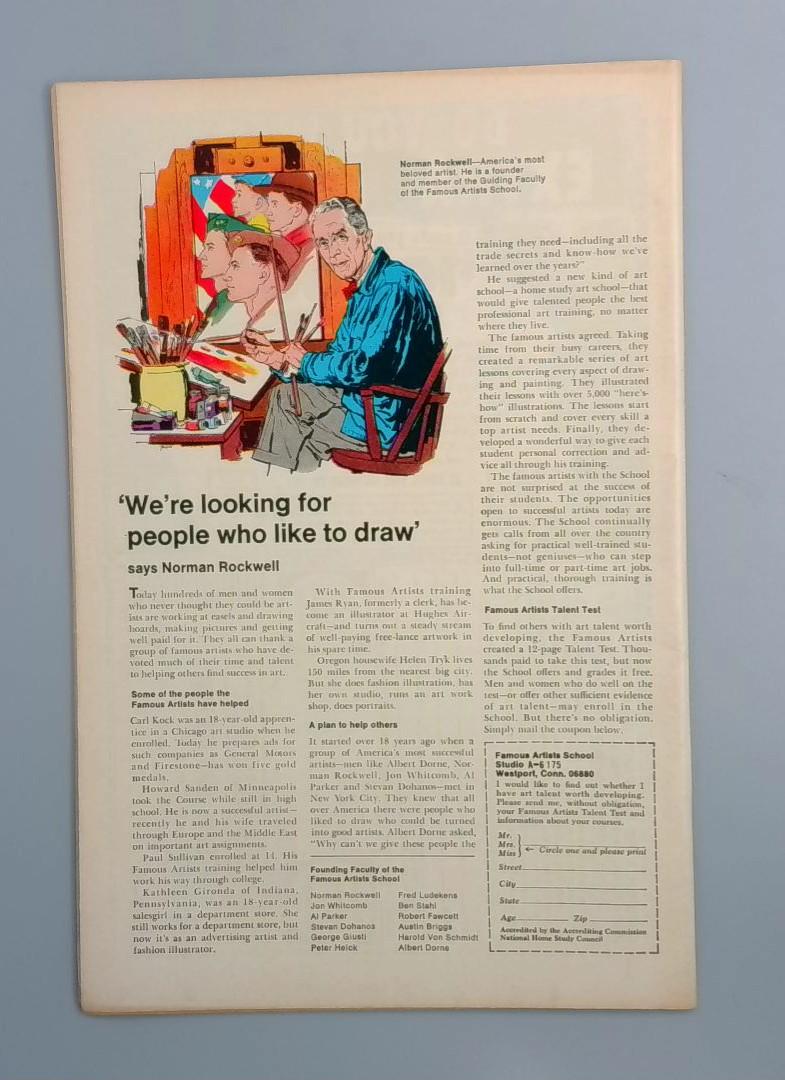 Norman Rockwell—America's most
beloved artist. He is a founder
and member of the Guiding Faculty
of the Famous Artists School.
'We're looking for
people who like to draw'
says Norman Rockwell
Today hundreds of men and women
who never thought they could be art-
ists are working at easels and drawing
boards, making pictures and getting
well paid for it. They all can thank a
group of famous artists who have de-
voted much of their time and talent
to helping others find success in art.
Some of the people the
Famous Artists have helped
Carl Kock was an 18-year-old appren-
tice in a Chicago art studio when he
enrolled. Today he prepares ads for
such companies as General Motors
and Firestone—has won five gold
medals.
Howard Sanden of Minneapolis
took the Course while still in high
school. He is now a successful artist—
recently he and his wife traveled
through Europe and the Middle East
on important art assignments.
Paul Sullivan enrolled at 14. His
Famous Artists training helped him
work his way through college.
Kathleen Gironda of Indiana,
Pennsylvania, was an 18-year-old
salesgirl in a department store. She
still works for a department store, but
now it's as an advertising artist and
fashion illustrator.
With Famous Artists training
James Ryan, formerly a clerk, has be-
come an illustrator at Hughes Air-
craft—and turns out a steady stream
of well-paying free-lance artwork in
his spare time.
Oregon housewife Helen Tryk lives
150 miles from the nearest big city.
But she does fashion illustration, has
her own studio, runs an art work
shop, does portraits.
A plan to help others
It started over 18 years ago when a
group of America's most successful
artists—men like Albert Dorne, Nor-
man Rockwell, Jon Whitcomb, Al
Parker and Stevan Dohanos—met in
New York City. They knew that all
over America there were people who
liked to draw who could be turned
into good artists. Albert Dorne asked,
"Why can't we give these people the
Founding Faculty of the
Famous Artists School
Norman Rockwell
Jon Whitcomb
Al Parker
Stevan Dohanos
George Giusti
Peter Helck
Fred Ludekens
Ben Stahl
Robert Fawcett
Austin Briggs
Harold Von Schmidt
Albert Dorne
training they need—including all the
trade secrets and know-how we've
learned over the years?"
He suggested a new kind of art
school—a home study art school—that
would give talented people the best
professional art training, no matter
where they live.
The famous artists agreed. Taking
time from their busy careers, they
created a remarkable series of art
lessons covering every aspect of draw-
ing and painting. They illustrated
their lessons with over 5,000 "here's-
how" illustrations. The lessons start
from scratch and cover every skill a
top artist needs. Finally, they de-
veloped a wonderful way to give each
student personal correction and ad-
vice all through his training.
The famous artists with the School
are not surprised at the success of
their students. The opportunities
open to successful artists today are
enormous. The School continually
gets calls from all over the country
asking for practical well-trained stu-
dents—not geniuses—who can step
into full-time or part-time art jobs.
And practical, thorough training is
what the School offers.
Famous Artists Talent Test
To find others with art talent worth
developing, the Famous Artists
created a 12-page Talent Test. Thou-
sands paid to take this test, but now
the School offers and grades it free.
Men and women who do well on the
test—or offer other sufficient evidence
of art talent—may enroll in the
School. But there's no obligation.
Simply mail the coupon below.
Famous Artists School
Studio A-6175
Westport, Conn. 06880
I would like to find out whether I
have art talent worth developing.
Please send me, without obligation,
your Famous Artists Talent Test and
information about your courses.
Mr.
Mrs.
Miss ← Circle one and please print
Street
City
State
Age Zip
Accredited by the Accrediting Commission
National Home Study Council